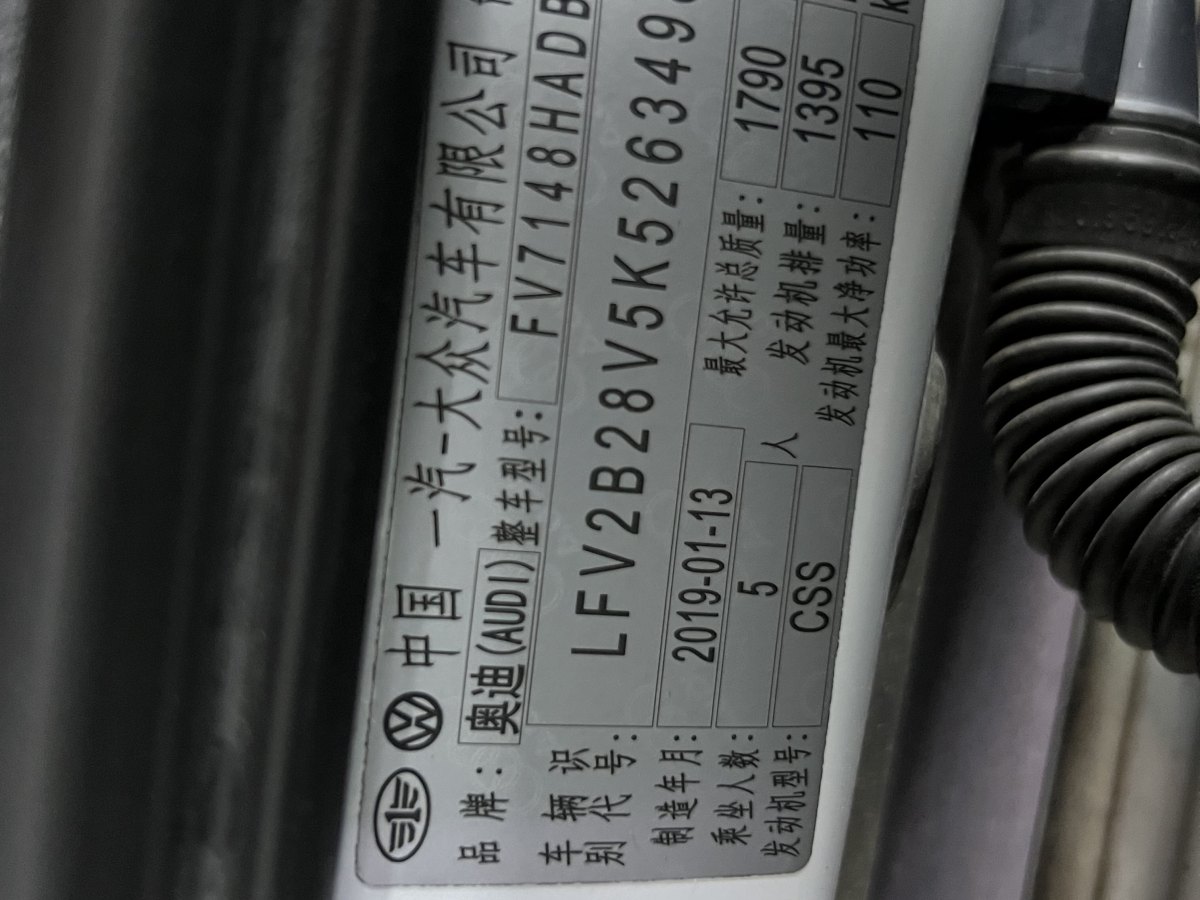 中国 一汽-大众汽车有限公司
品牌: 奥迪(AUDI) 整车型号: FV7148HADB
车辆识别代号: LFV2B28V5K526349
制造年月: 2019-01-13 最大允许总质量: 1790
乘坐人数: 5 人 发动机排量: 1395
发动机型号: CSS 发动机最大净功率: 110 k